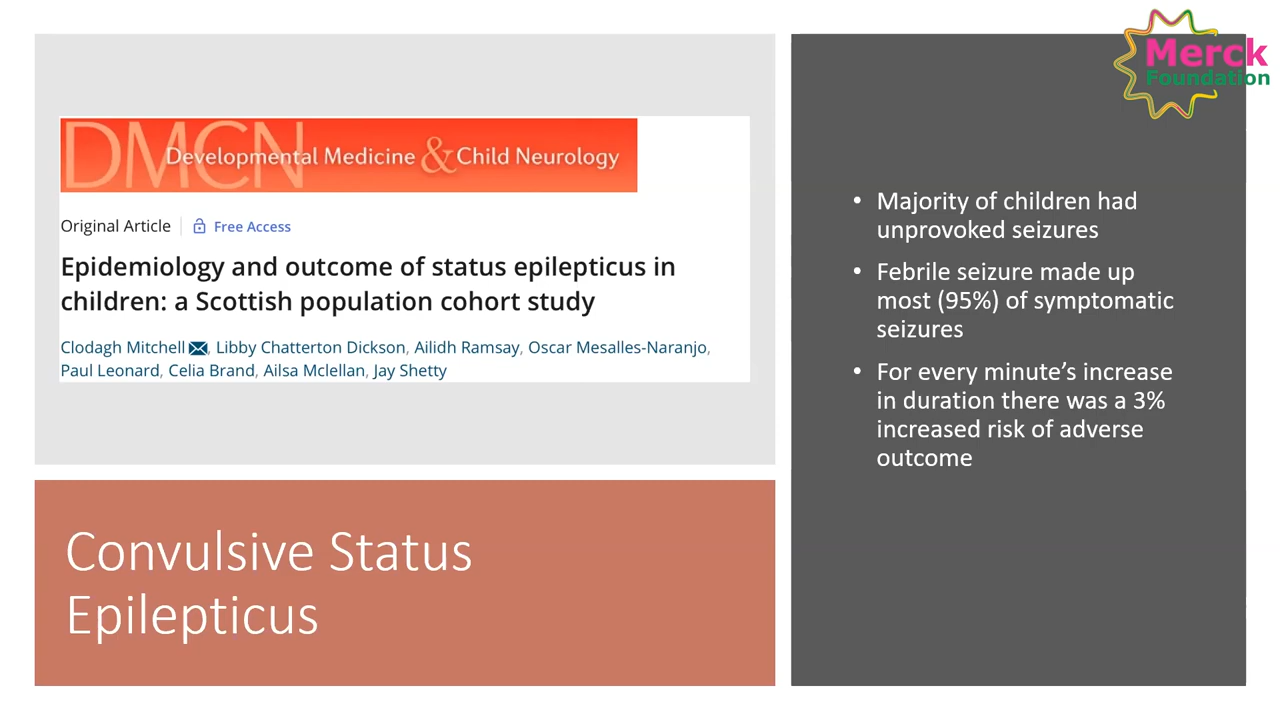 Merck
Foundation
DMCN
Developmental Medicine & Child Neurology
Original Article | Free Access
Epidemiology and outcome of status epilepticus in
children: a Scottish population cohort study
Clodagh Mitchell, Libby Chatterton Dickson, Ailidh Ramsay, Oscar Mesalles-Naranjo,
Paul Leonard, Celia Brand, Ailsa Mclellan, Jay Shetty
Convulsive Status
Epilepticus
• Majority of children had
unprovoked seizures
• Febrile seizure made up
most (95%) of symptomatic
seizures
• For every minute’s increase
in duration there was a 3%
increased risk of adverse
outcome